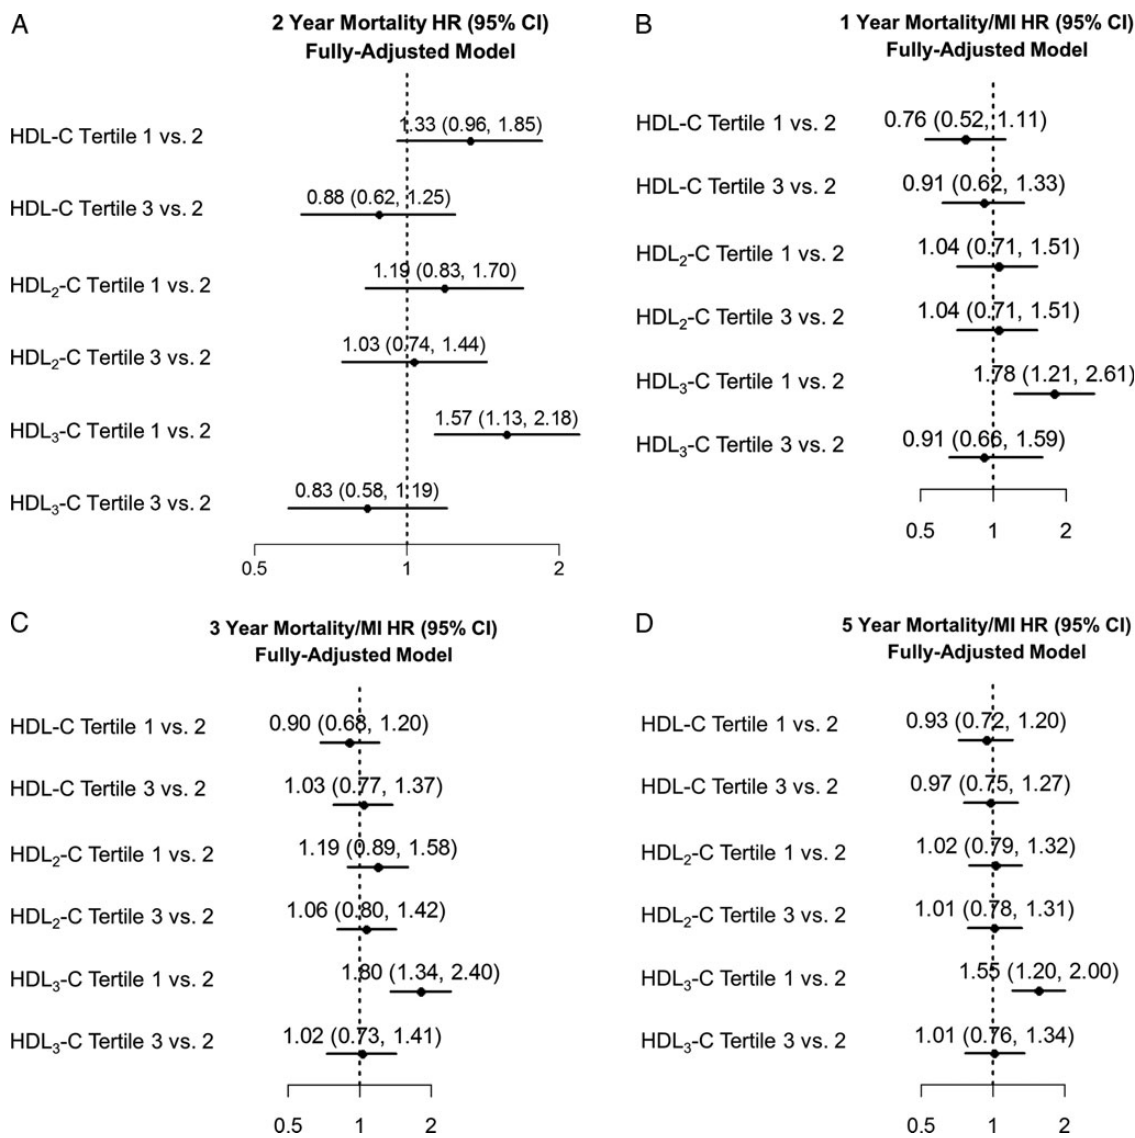 A
2 Year Mortality HR (95% CI)
Fully-Adjusted Model
HDL-C Tertile 1 vs. 2
1.33 (0.96, 1.85)
HDL-C Tertile 3 vs. 2
0.88 (0.62, 1.25)
HDL₂-C Tertile 1 vs. 2
1.19 (0.83, 1.70)
HDL₂-C Tertile 3 vs. 2
1.03 (0.74, 1.44)
HDL₃-C Tertile 1 vs. 2
1.57 (1.13, 2.18)
HDL₃-C Tertile 3 vs. 2
0.83 (0.58, 1.19)
0.5 1 2
B
1 Year Mortality/MI HR (95% CI)
Fully-Adjusted Model
HDL-C Tertile 1 vs. 2
0.76 (0.52, 1.11)
HDL-C Tertile 3 vs. 2
0.91 (0.62, 1.33)
HDL₂-C Tertile 1 vs. 2
1.04 (0.71, 1.51)
HDL₂-C Tertile 3 vs. 2
1.04 (0.71, 1.51)
HDL₃-C Tertile 1 vs. 2
1.78 (1.21, 2.61)
HDL₃-C Tertile 3 vs. 2
0.91 (0.66, 1.59)
0.5 1 2
C
3 Year Mortality/MI HR (95% CI)
Fully-Adjusted Model
HDL-C Tertile 1 vs. 2
0.90 (0.68, 1.20)
HDL-C Tertile 3 vs. 2
1.03 (0.77, 1.37)
HDL₂-C Tertile 1 vs. 2
1.19 (0.89, 1.58)
HDL₂-C Tertile 3 vs. 2
1.06 (0.80, 1.42)
HDL₃-C Tertile 1 vs. 2
1.80 (1.34, 2.40)
HDL₃-C Tertile 3 vs. 2
1.02 (0.73, 1.41)
0.5 1 2
D
5 Year Mortality/MI HR (95% CI)
Fully-Adjusted Model
HDL-C Tertile 1 vs. 2
0.93 (0.72, 1.20)
HDL-C Tertile 3 vs. 2
0.97 (0.75, 1.27)
HDL₂-C Tertile 1 vs. 2
1.02 (0.79, 1.32)
HDL₂-C Tertile 3 vs. 2
1.01 (0.78, 1.31)
HDL₃-C Tertile 1 vs. 2
1.55 (1.20, 2.00)
HDL₃-C Tertile 3 vs. 2
1.01 (0.76, 1.34)
0.5 1 2